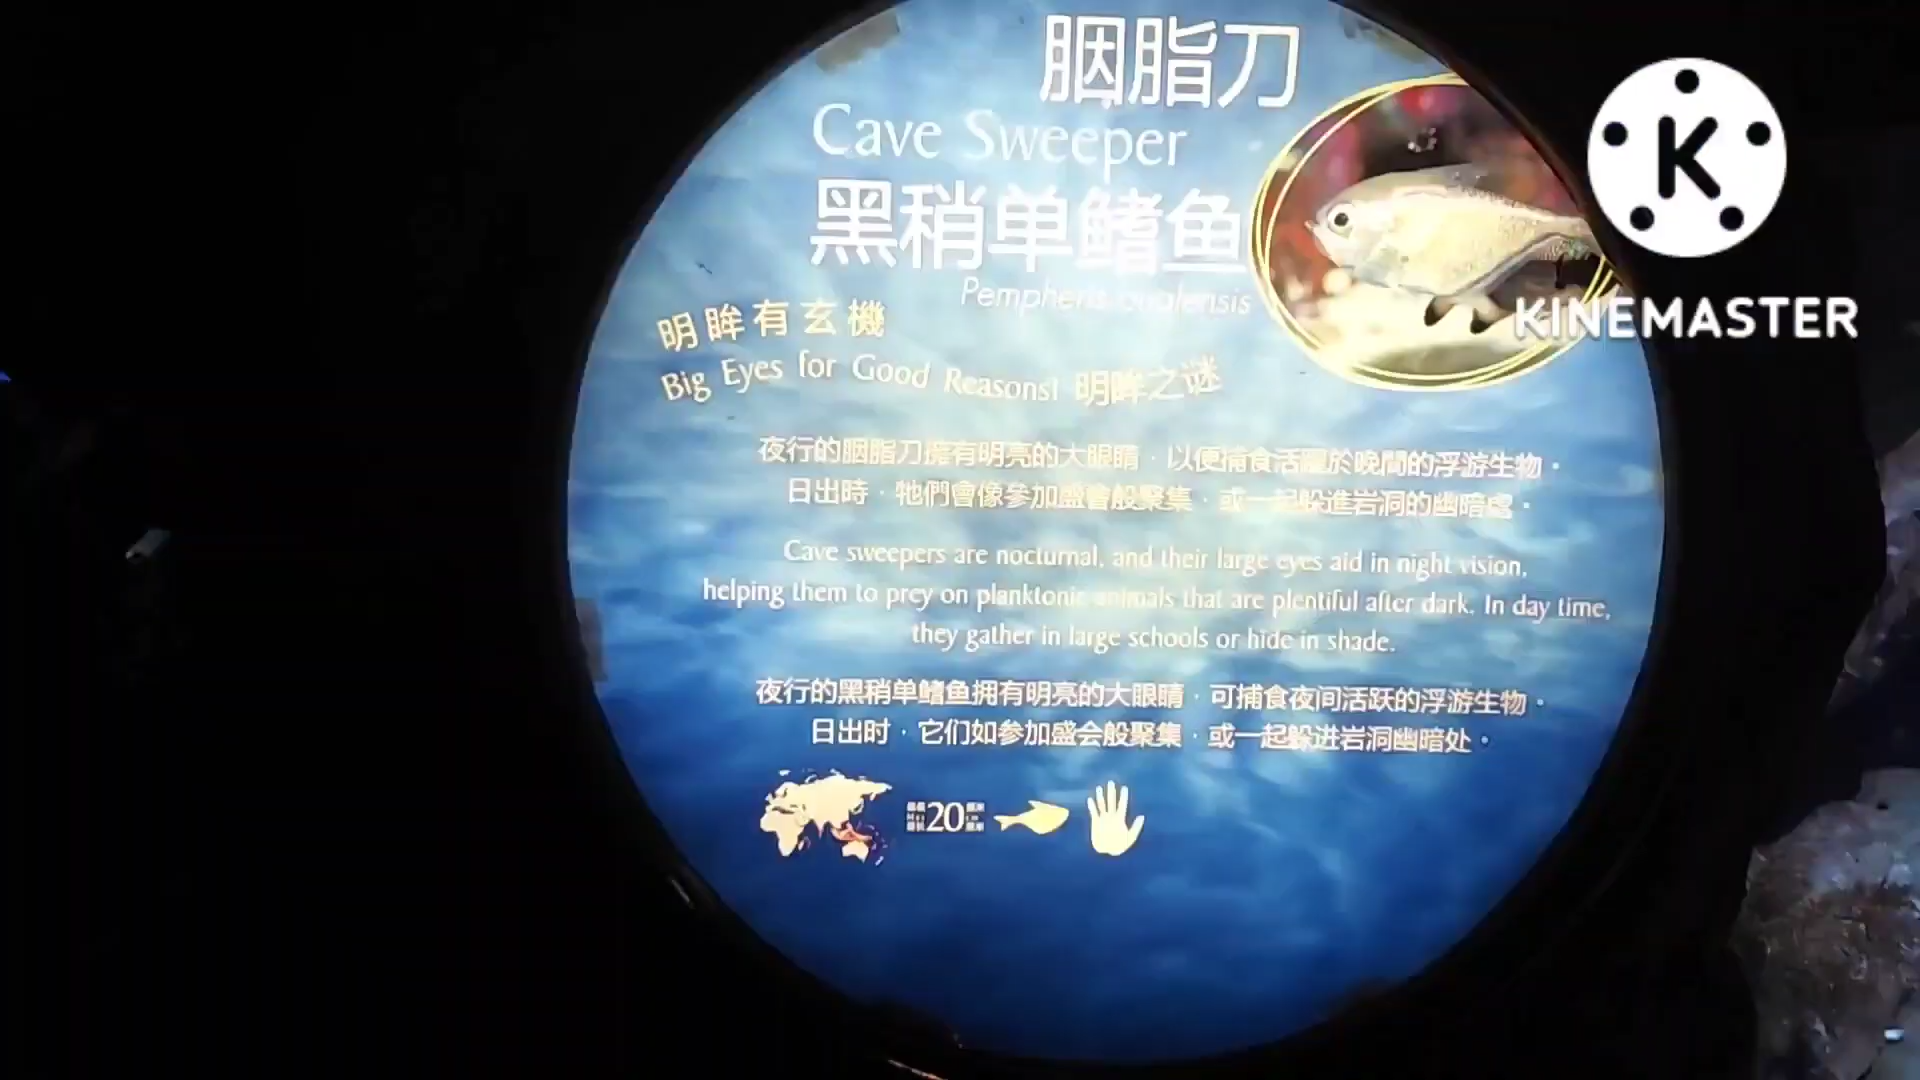 胭脂刀
Cave Sweeper
黑稍单鳍鱼
Pempheris oualensis
明眸有玄機
Big Eyes for Good Reasons! 明眸之谜
夜行的胭脂刀擁有明亮的大眼睛，以便捕食活躍於晚間的浮游生物。
日出時，牠們會像參加盛會般聚集，或一起躲進岩洞的幽暗處。
Cave sweepers are nocturnal, and their large eyes aid in night vision,
helping them to prey on planktonic animals that are plentiful after dark. In day time,
they gather in large schools or hide in shade.
夜行的黑稍单鳍鱼拥有明亮的大眼睛，可捕食夜间活跃的浮游生物。
日出时，它们如参加盛会般聚集，或一起躲进岩洞幽暗处。
20
K
KINEMASTER